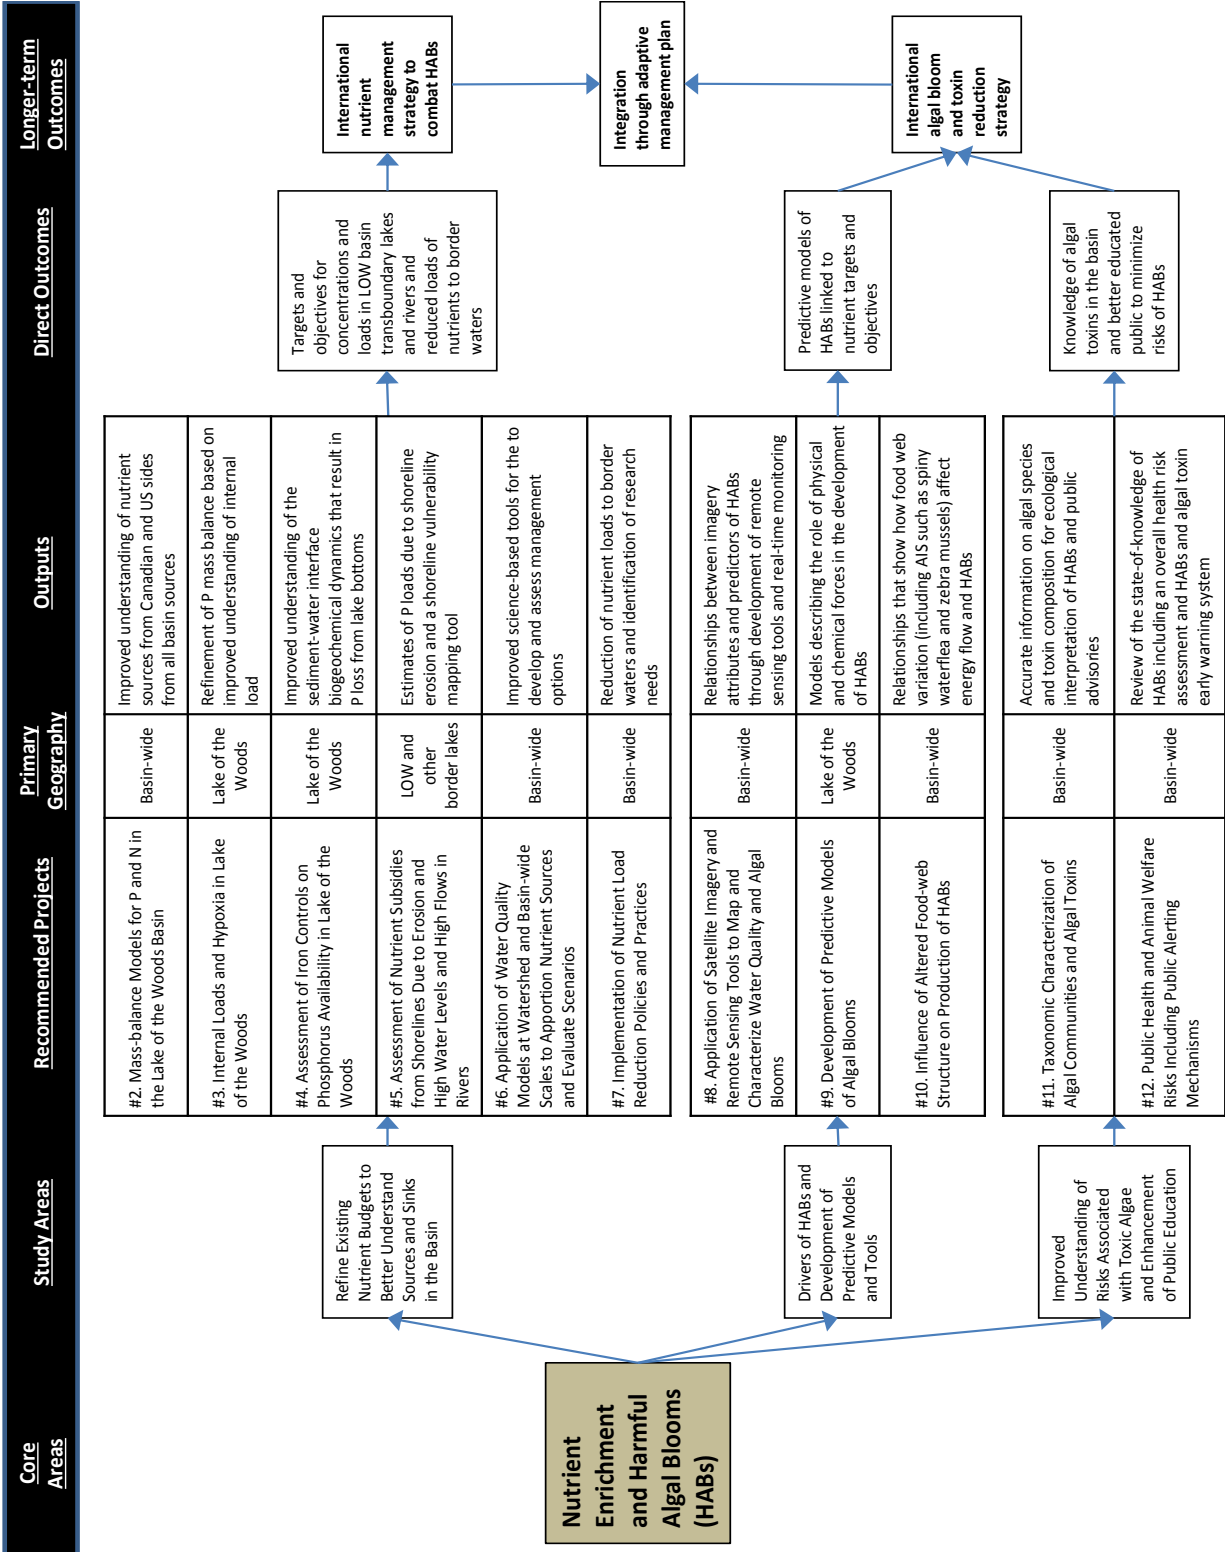 Core
Areas
Study Areas
Recommended Projects
Primary
Geography
Outputs
Direct Outcomes
Longer-term
Outcomes
Nutrient
Enrichment
and Harmful
Algal Blooms
(HABs)
Refine Existing
Nutrient Budgets to
Better Understand
Sources and Sinks
in the Basin
#2. Mass-balance Models for P and N in
the Lake of the Woods Basin
Basin-wide
Improved understanding of nutrient
sources from Canadian and US sides
from all basin sources
#3. Internal Loads and Hypoxia in Lake
of the Woods
Lake of the
Woods
Refinement of P mass balance based on
improved understanding of internal
load
#4. Assessment of Iron Controls on
Phosphorus Availability in Lake of the
Woods
Lake of the
Woods
Improved understanding of the
sediment-water interface
biogeochemical dynamics that result in
P loss from lake bottoms
#5. Assessment of Nutrient Subsidies
from Shorelines Due to Erosion and
High Water Levels and High Flows in
Rivers
LOW and
other
border lakes
Estimates of P loads due to shoreline
erosion and a shoreline vulnerability
mapping tool
#6. Application of Water Quality
Models at Watershed and Basin-wide
Scales to Apportion Nutrient Sources
and Evaluate Scenarios
Basin-wide
Improved science-based tools for the to
develop and assess management
options
#7. Implementation of Nutrient Load
Reduction Policies and Practices
Basin-wide
Reduction of nutrient loads to border
waters and identification of research
needs
Targets and
objectives for
concentrations and
loads in LOW basin
transboundary lakes
and rivers and
reduced loads of
nutrients to border
waters
International
nutrient
management
strategy to
combat HABs
Integration
through adaptive
management plan
Drivers of HABs and
Development of
Predictive Models
and Tools
#8. Application of Satellite Imagery and
Remote Sensing Tools to Map and
Characterize Water Quality and Algal
Blooms
Basin-wide
Relationships between imagery
attributes and predictors of HABs
through development of remote
sensing tools and real-time monitoring
#9. Development of Predictive Models
of Algal Blooms
Lake of the
Woods
Models describing the role of physical
and chemical forces in the development
of HABs
#10. Influence of Altered Food-web
Structure on Production of HABs
Basin-wide
Relationships that show how food web
variation (including AIS such as spiny
waterflea and zebra mussels) affect
energy flow and HABs
Predictive models of
HABs linked to
nutrient targets and
objectives
International
algal bloom
and toxin
reduction
strategy
Improved
Understanding of
Risks Associated
with Toxic Algae
and Enhancement
of Public Education
#11. Taxonomic Characterization of
Algal Communities and Algal Toxins
Basin-wide
Accurate information on algal species
and toxin composition for ecological
interpretation of HABs and public
advisories
#12. Public Health and Animal Welfare
Risks Including Public Alerting
Mechanisms
Basin-wide
Review of the state-of-knowledge of
HABs including an overall health risk
assessment and HABs and algal toxin
early warning system
Knowledge of algal
toxins in the basin
and better educated
public to minimize
risks of HABs